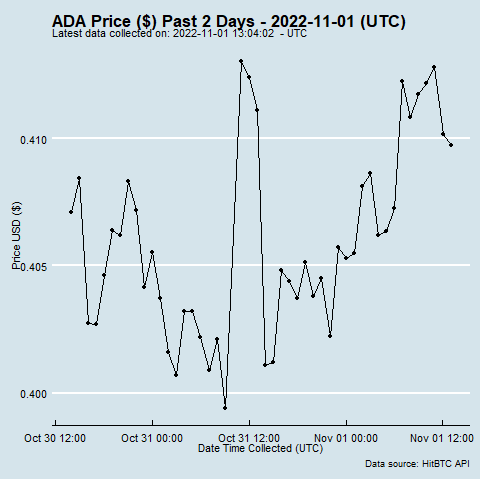 ADA Price ($) Past 2 Days - 2022-11-01 (UTC)
Latest data collected on: 2022-11-01 13:04:02 - UTC
Price USD ($)
0.410
0.405
0.400
Oct 30 12:00 Oct 31 00:00 Oct 31 12:00 Nov 01 00:00 Nov 01 12:00
Date Time Collected (UTC)
Data source: HitBTC API